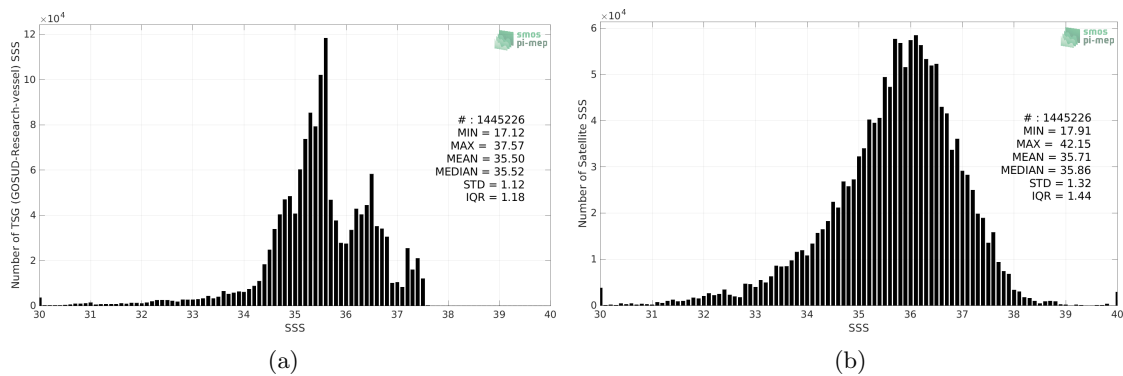 ×10⁴
12
10
8
6
4
2
0
Number of TSG (GOSUD-Research-vessel) SSS
smos
pi-mep
# : 1445226
MIN = 17.12
MAX = 37.57
MEAN = 35.50
MEDIAN = 35.52
STD = 1.12
IQR = 1.18
30 31 32 33 34 35 36 37 38 39 40
SSS
(a)
×10⁴
6
5
4
3
2
1
0
Number of Satellite SSS
smos
pi-mep
# : 1445226
MIN = 17.91
MAX = 42.15
MEAN = 35.71
MEDIAN = 35.86
STD = 1.32
IQR = 1.44
30 31 32 33 34 35 36 37 38 39 40
SSS
(b)